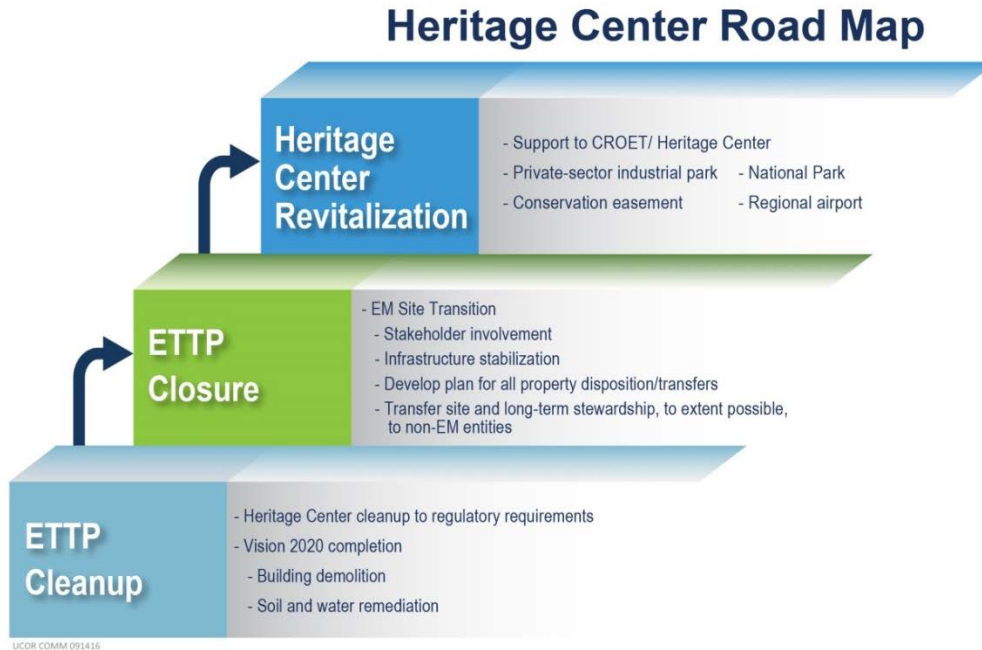 Heritage Center Road Map
Heritage
Center
Revitalization
- Support to CROET/ Heritage Center
- Private-sector industrial park - National Park
- Conservation easement - Regional airport
ETTP
Closure
- EM Site Transition
- Stakeholder involvement
- Infrastructure stabilization
- Develop plan for all property disposition/transfers
- Transfer site and long-term stewardship, to extent possible,
to non-EM entities
ETTP
Cleanup
- Heritage Center cleanup to regulatory requirements
- Vision 2020 completion
- Building demolition
- Soil and water remediation
UCOR COMM 091416